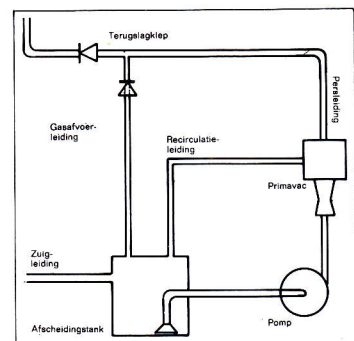 Terugslagklep
Persleiding
Gasafvoer-
leiding
Recirculatie-
leiding
Primavac
Zuig-
leiding
Afscheidingstank
Pomp